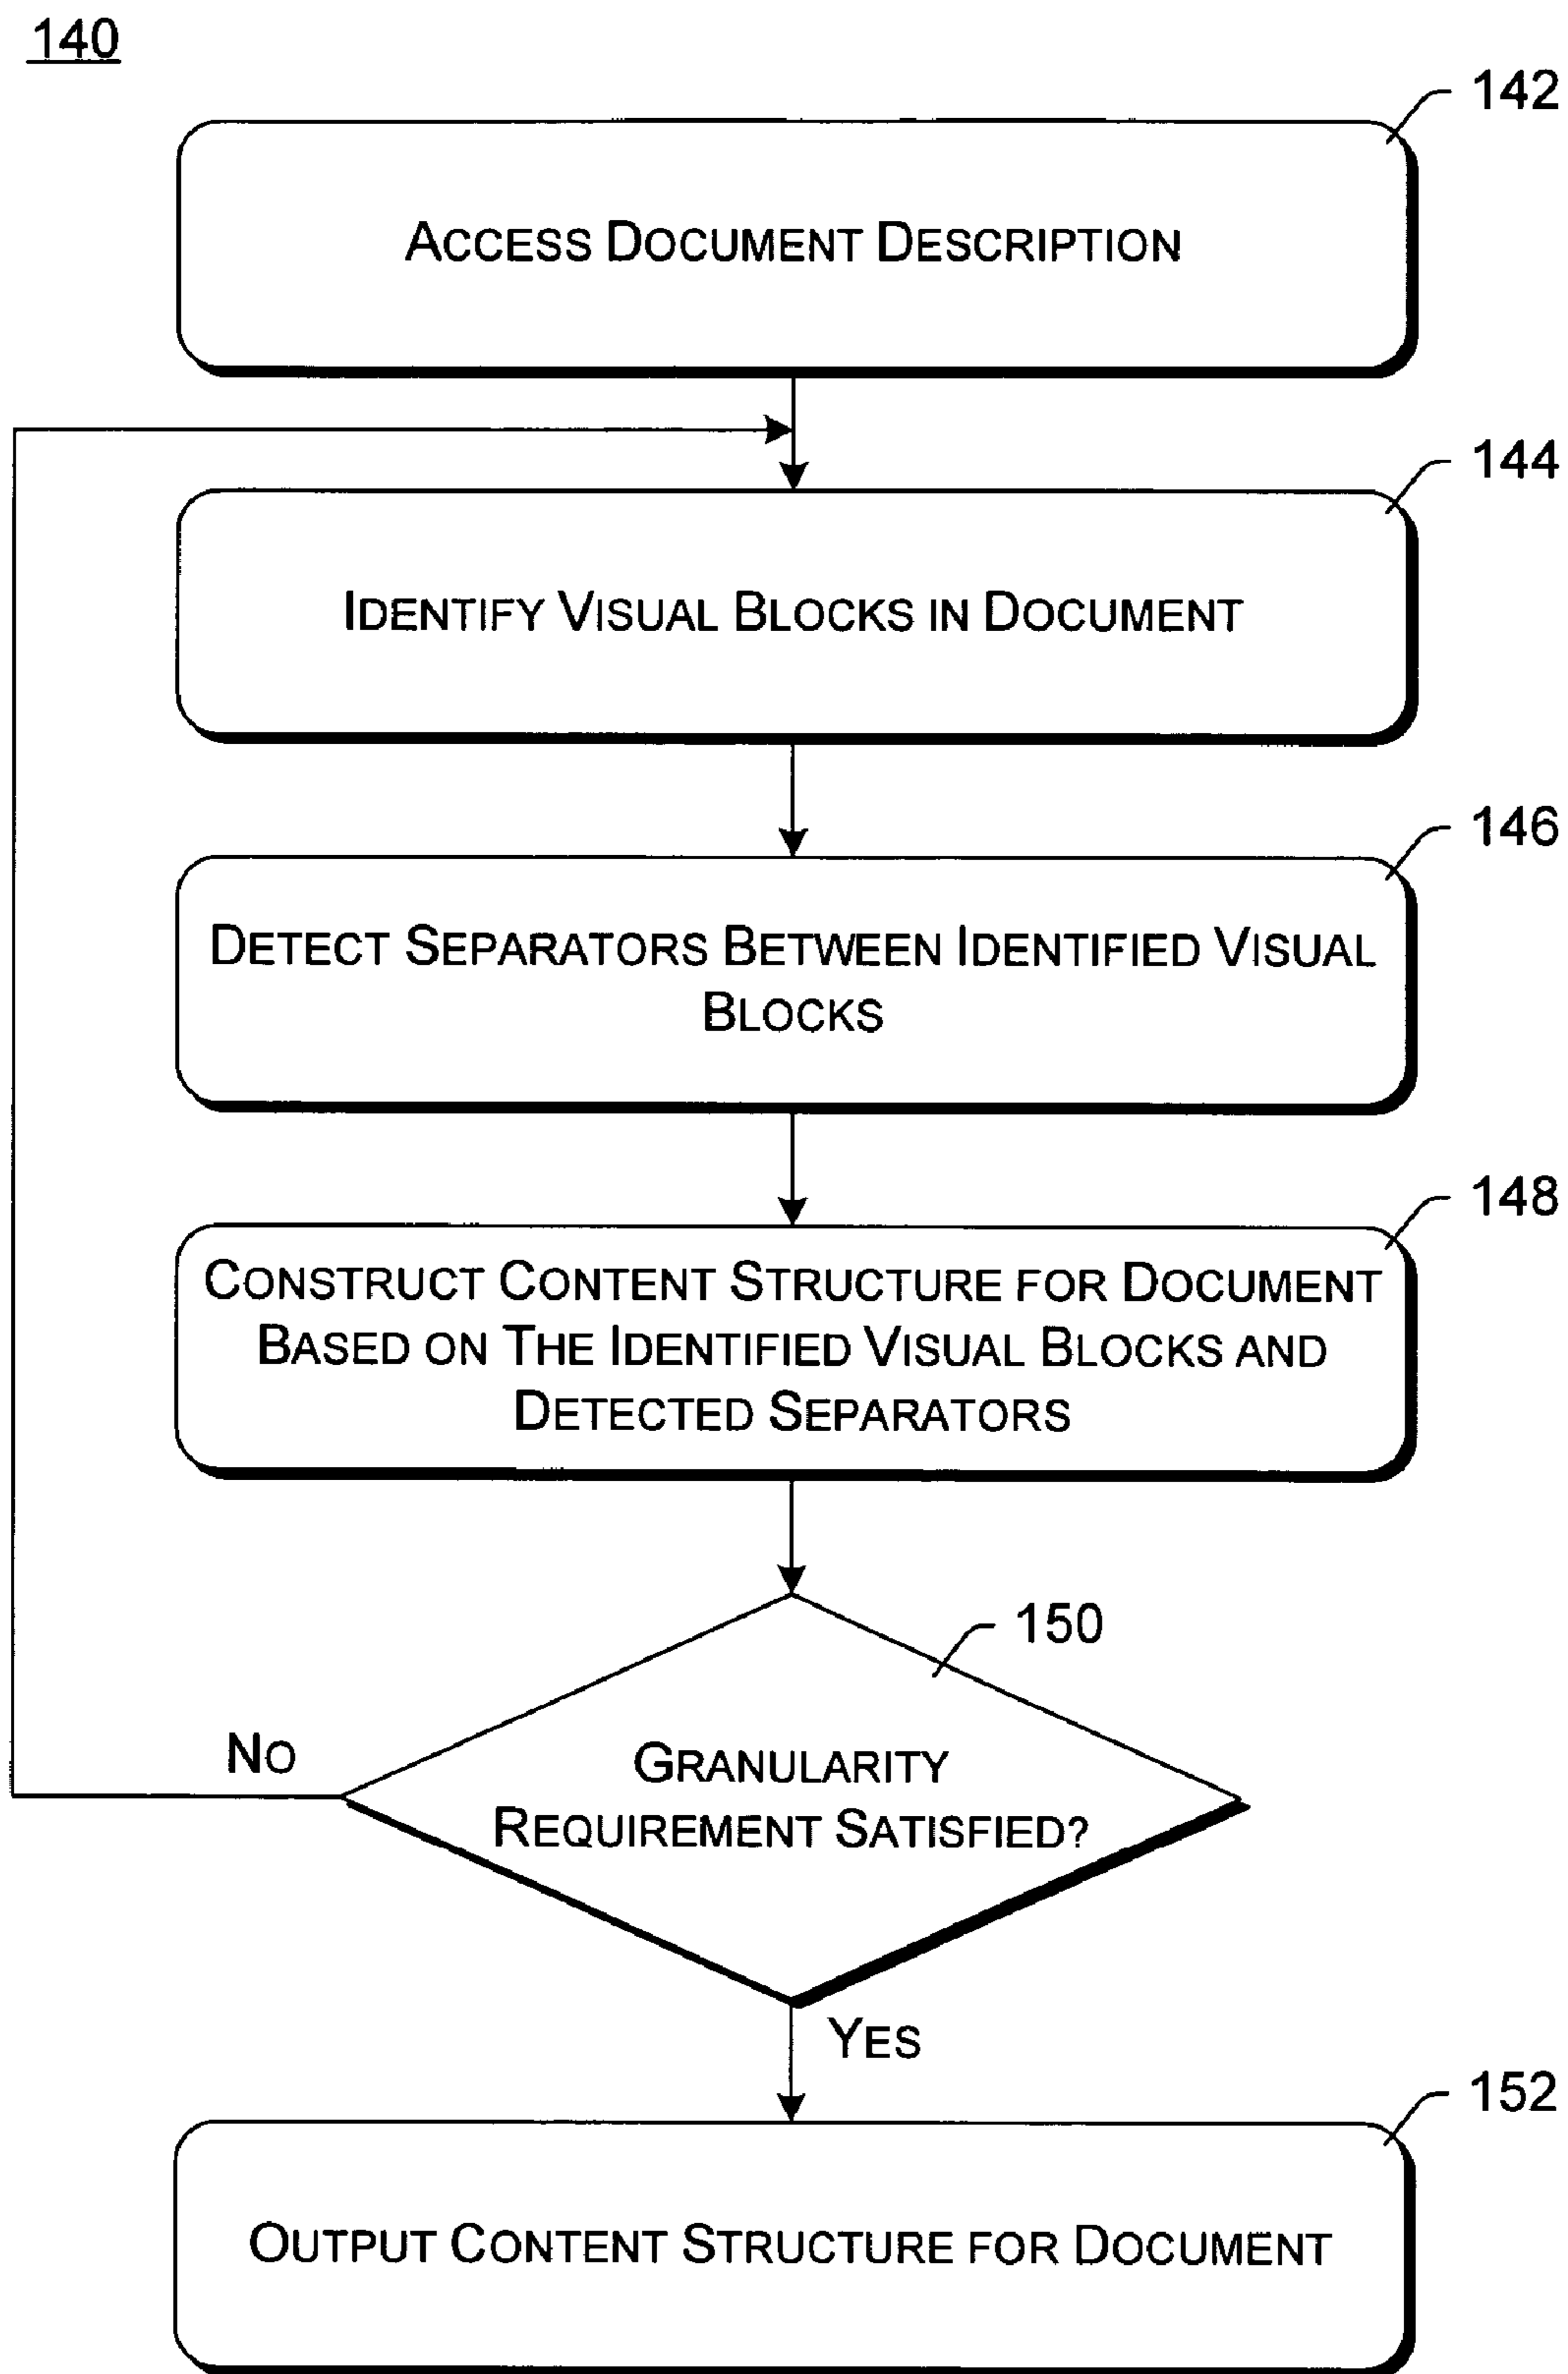 140
142
ACCESS DOCUMENT DESCRIPTION
144
IDENTIFY VISUAL BLOCKS IN DOCUMENT
146
DETECT SEPARATORS BETWEEN IDENTIFIED VISUAL
BLOCKS
148
CONSTRUCT CONTENT STRUCTURE FOR DOCUMENT
BASED ON THE IDENTIFIED VISUAL BLOCKS AND
DETECTED SEPARATORS
150
NO
GRANULARITY
REQUIREMENT SATISFIED?
YES
152
OUTPUT CONTENT STRUCTURE FOR DOCUMENT